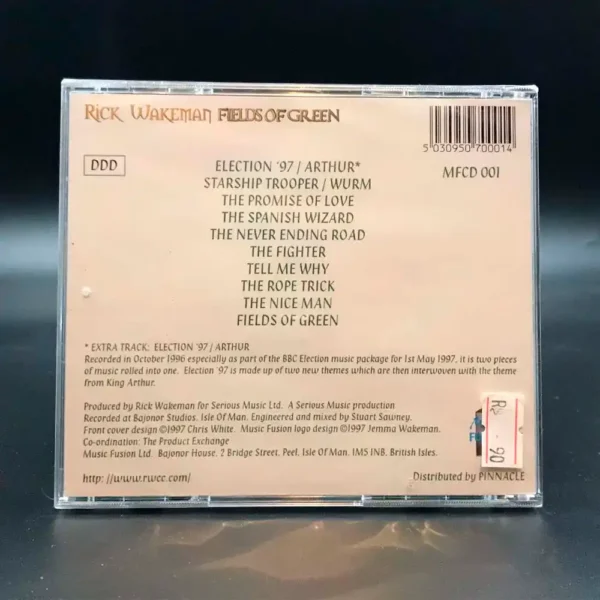 RICK WAKEMAN FIELDS OF GREEN
5 030950 700014
DDD
MFCD 001
ELECTION '97 / ARTHUR*
STARSHIP TROOPER / WURM
THE PROMISE OF LOVE
THE SPANISH WIZARD
THE NEVER ENDING ROAD
THE FIGHTER
TELL ME WHY
THE ROPE TRICK
THE NICE MAN
FIELDS OF GREEN
* EXTRA TRACK: ELECTION '97 / ARTHUR
Recorded in October 1996 especially as part of the BBC Election music package for 1st May 1997, it is two pieces
of music rolled into one. Election '97 is made up of two new themes which are then interwoven with the theme
from King Arthur.
Produced by Rick Wakeman for Serious Music Ltd. A Serious Music production
Recorded at Bajonor Studios, Isle Of Man. Engineered and mixed by Stuart Sawney.
Front cover design ©1997 Chris White. Music Fusion logo design ©1997 Jemma Wakeman.
Co-ordination: The Product Exchange
Music Fusion Ltd. Bajonor House, 2 Bridge Street, Peel, Isle Of Man, IM5 1NB, British Isles.
http://www.rwcc.com/
Distributed by PINNACLE
90